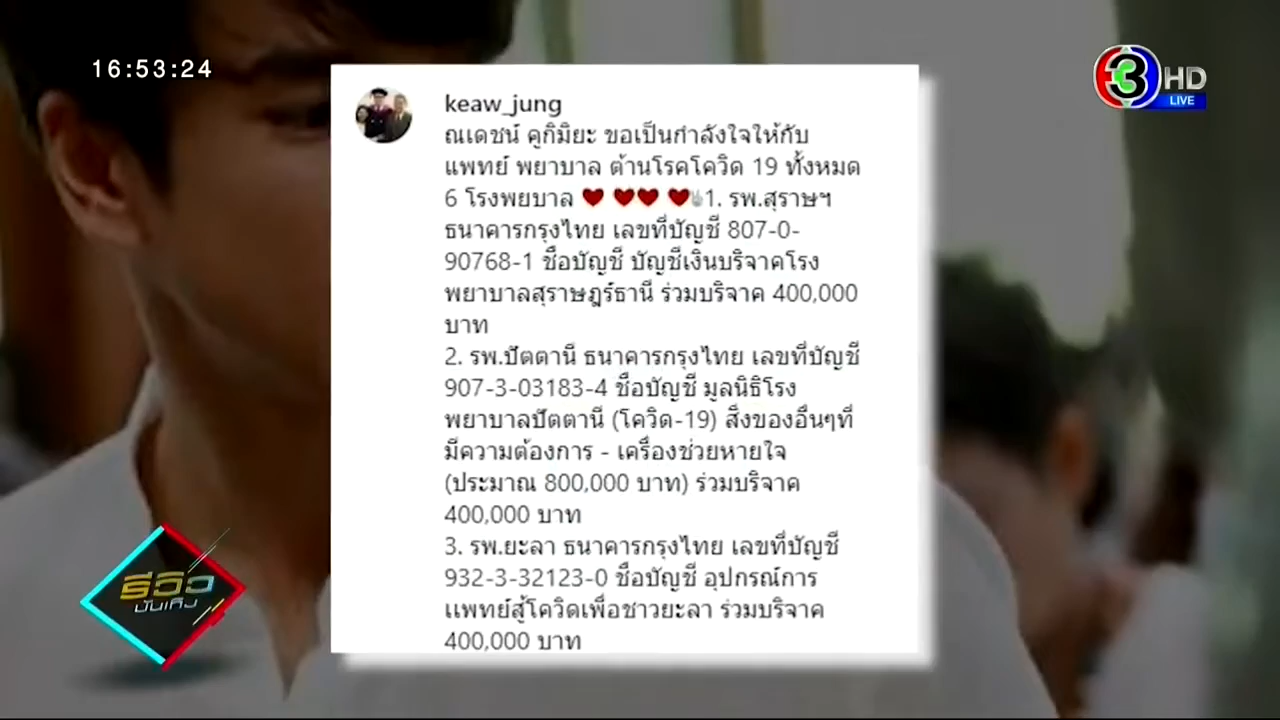 16:53:24
3 HD
LIVE
keaw_jung
ณเดชน์ คูกิมิยะ ขอเป็นกำลังใจให้กับ
แพทย์ พยาบาล ต้านโรคโควิด 19 ทั้งหมด
6 โรงพยบาล ❤ ❤❤ ❤1. รพ.สุราษฯ
ธนาคารกรุงไทย เลขที่บัญชี 807-0-
90768-1 ชื่อบัญชี บัญชีเงินบริจาคโรง
พยาบาลสุราษฎร์ธานี ร่วมบริจาค 400,000
บาท
2. รพ.ปัตตานี ธนาคารกรุงไทย เลขที่บัญชี
907-3-03183-4 ชื่อบัญชี มูลนิธิโรง
พยาบาลปัตตานี (โควิด-19) สิ่งของอื่นๆที่
มีความต้องการ - เครื่องช่วยหายใจ
(ประมาณ 800,000 บาท) ร่วมบริจาค
400,000 บาท
3. รพ.ยะลา ธนาคารกรุงไทย เลขที่บัญชี
932-3-32123-0 ชื่อบัญชี อุปกรณ์การ
แพทย์สู้โควิดเพื่อชาวยะลา ร่วมบริจาค
400,000 บาท
รีวิว
บันเทิง